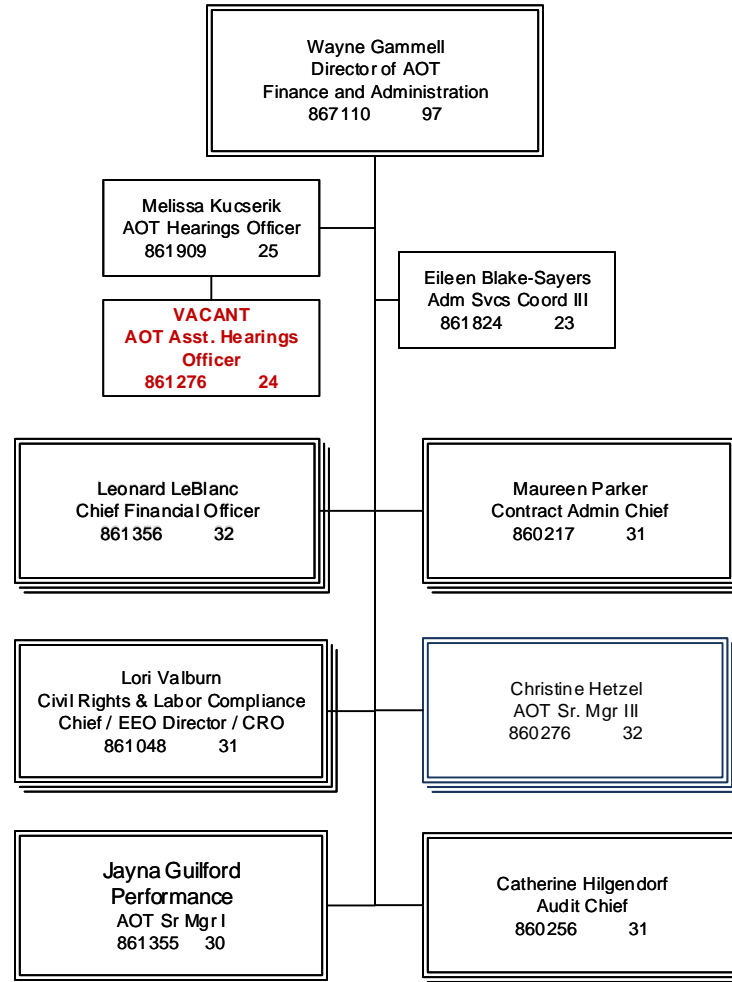 Wayne Gammell
Director of AOT
Finance and Administration
867110 97
Melissa Kucserik
AOT Hearings Officer
861909 25
Eileen Blake-Sayers
Adm Svcs Coord III
861824 23
VACANT
AOT Asst. Hearings
Officer
861276 24
Leonard LeBlanc
Chief Financial Officer
861356 32
Maureen Parker
Contract Admin Chief
860217 31
Lori Valburn
Civil Rights & Labor Compliance
Chief / EEO Director / CRO
861048 31
Christine Hetzel
AOT Sr. Mgr III
860276 32
Jayna Guilford
Performance
AOT Sr Mgr I
861355 30
Catherine Hilgendorf
Audit Chief
860256 31